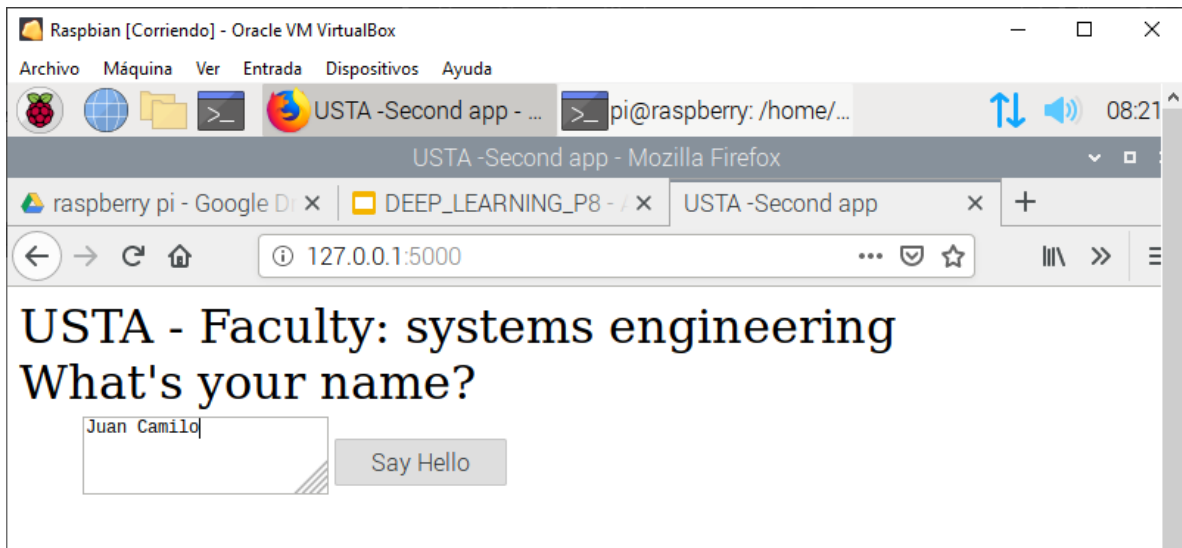 Raspbian [Corriendo] - Oracle VM VirtualBox
Archivo Máquina Ver Entrada Dispositivos Ayuda
USTA -Second app - ... pi@raspberry: /home/... 08:21
USTA -Second app - Mozilla Firefox
raspberry pi - Google D DEEP_LEARNING_P8 - USTA -Second app
127.0.0.1:5000
USTA - Faculty: systems engineering
What's your name?
Juan Camilo
Say Hello